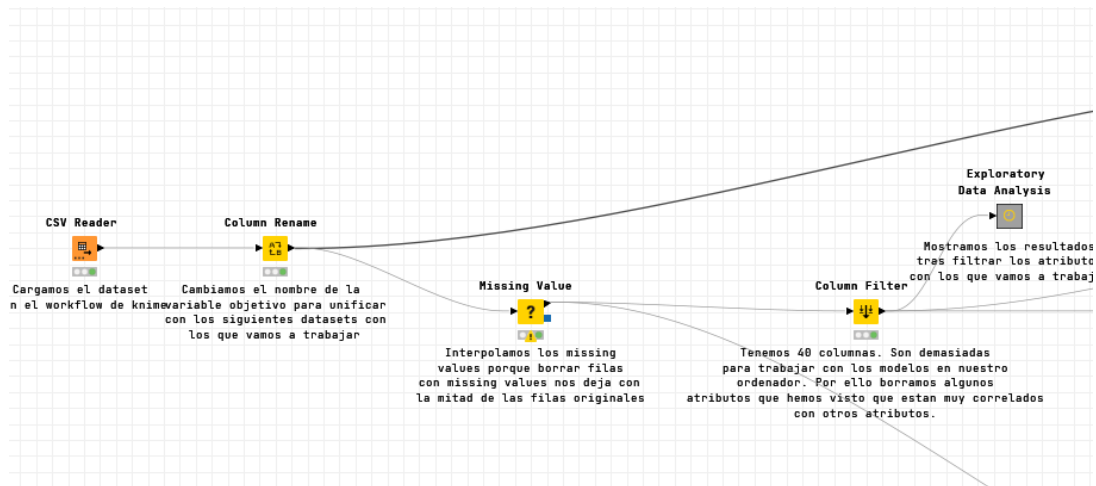 Exploratory
Data Analysis
CSV Reader
Column Rename
Mostramos los resultados
tras filtrar los atributo
con los que vamos a trabaj
Cargamos el dataset
n el workflow de knime
Cambiamos el nombre de la
variable objetivo para unificar
con los siguientes datasets con
los que vamos a trabajar
Missing Value
Column Filter
Interpolamos los missing
values porque borrar filas
con missing values nos deja con
la mitad de las filas originales
Tenemos 40 columnas. Son demasiadas
para trabajar con los modelos en nuestro
ordenador. Por ello borramos algunos
atributos que hemos visto que estan muy correlados
con otros atributos.